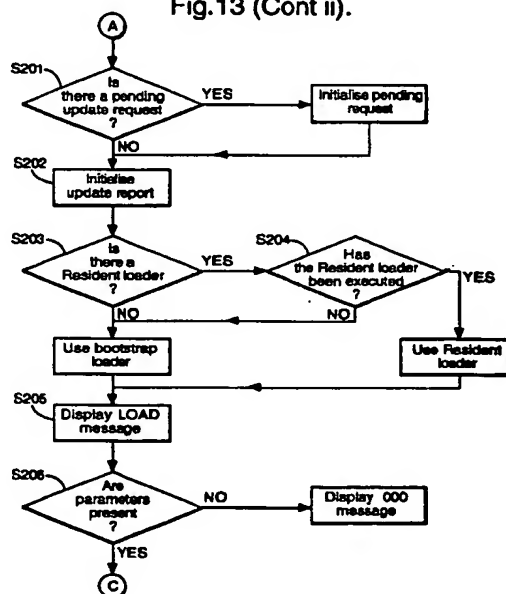 Fig.13 (Cont ii).
A
S201
Is
there a pending
update request
?
YES
Initialise pending
request
NO
S202
Initialise
update report
S203
Is
there a
Resident loader
?
YES
S204
Has
the Resident loader
been executed
?
YES
NO
NO
Use bootstrap
loader
Use Resident
loader
S205
Display LOAD
message
S206
Are
parameters
present
?
NO
Display 000
message
YES
C